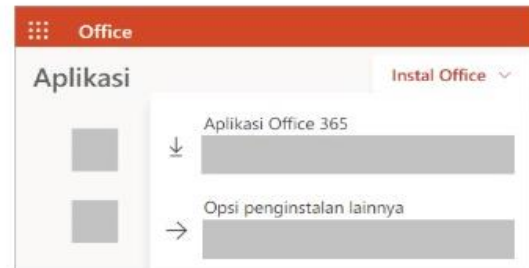 Office
Aplikasi
Instal Office
Aplikasi Office 365
Opsi penginstalan lainnya